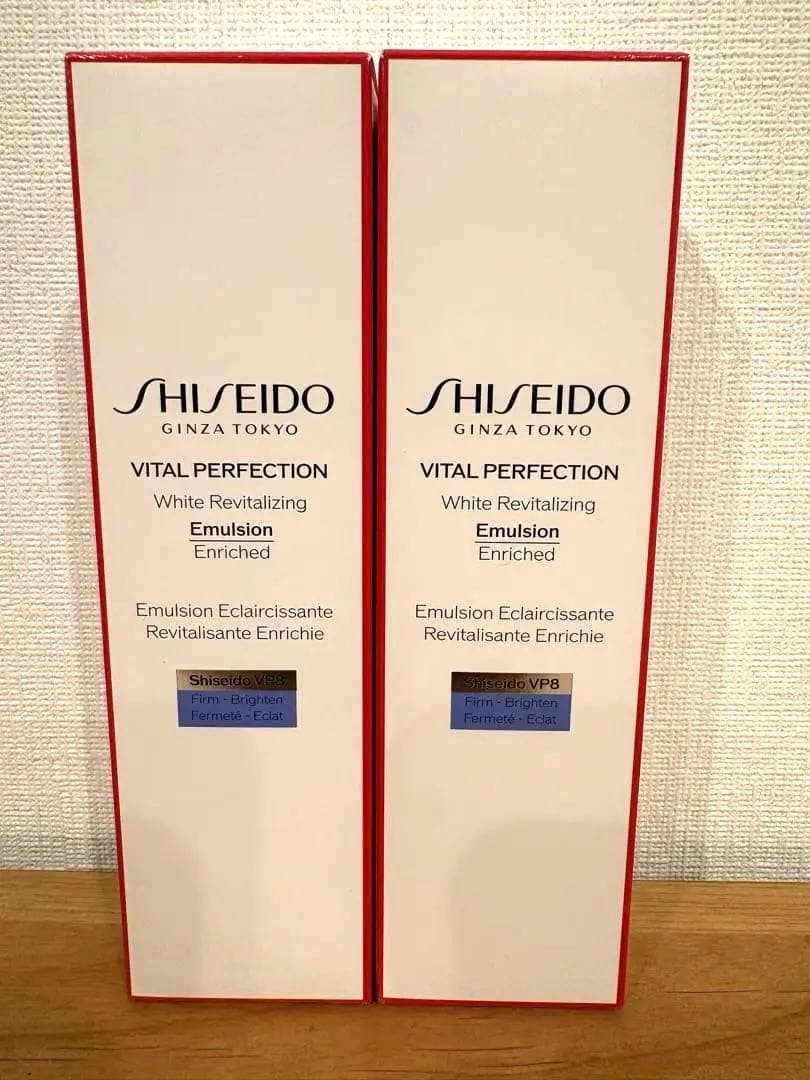 SHISEIDO
GINZA TOKYO
VITAL PERFECTION
White Revitalizing
Emulsion
Enriched
Emulsion Eclaircissante
Revitalisante Enrichie
Shiseido VP8
Firm - Brighten
Fermeté - Eclat
SHISEIDO
GINZA TOKYO
VITAL PERFECTION
White Revitalizing
Emulsion
Enriched
Emulsion Eclaircissante
Revitalisante Enrichie
Shiseido VP8
Firm - Brighten
Fermeté - Eclat